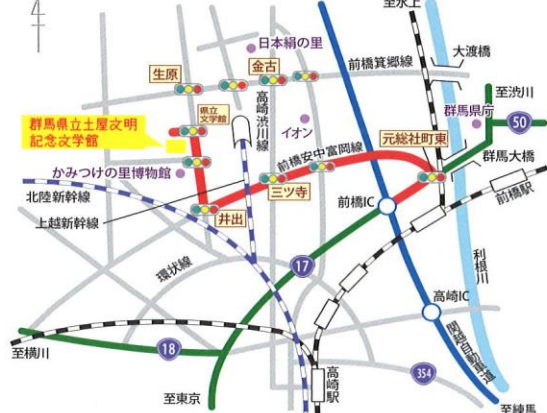 至水上
日本絹の里
大渡橋
生原
金古
前橋箕郷線
至渋川
県立
文学館
高崎渋川線
群馬県庁
50
群馬県立土屋文明
記念文学館
イオン
元総社町東
前橋安中富岡線
群馬大橋
かみつけの里博物館
三ツ寺
前橋駅
北陸新幹線
前橋IC
上越新幹線
井出
利根川
環状線
17
高崎IC
関越自動車道
至横川
18
高崎駅
354
至東京
至練馬